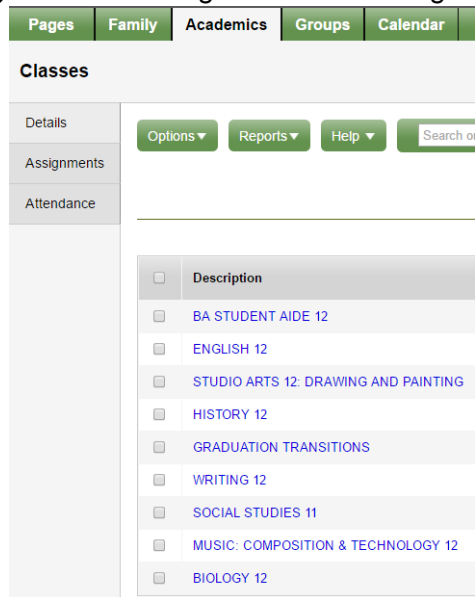 Pages Family Academics Groups Calendar
Classes
Details
Options▼ Reports▼ Help ▼ Search
Assignments
Attendance
Description
BA STUDENT AIDE 12
ENGLISH 12
STUDIO ARTS 12: DRAWING AND PAINTING
HISTORY 12
GRADUATION TRANSITIONS
WRITING 12
SOCIAL STUDIES 11
MUSIC: COMPOSITION & TECHNOLOGY 12
BIOLOGY 12